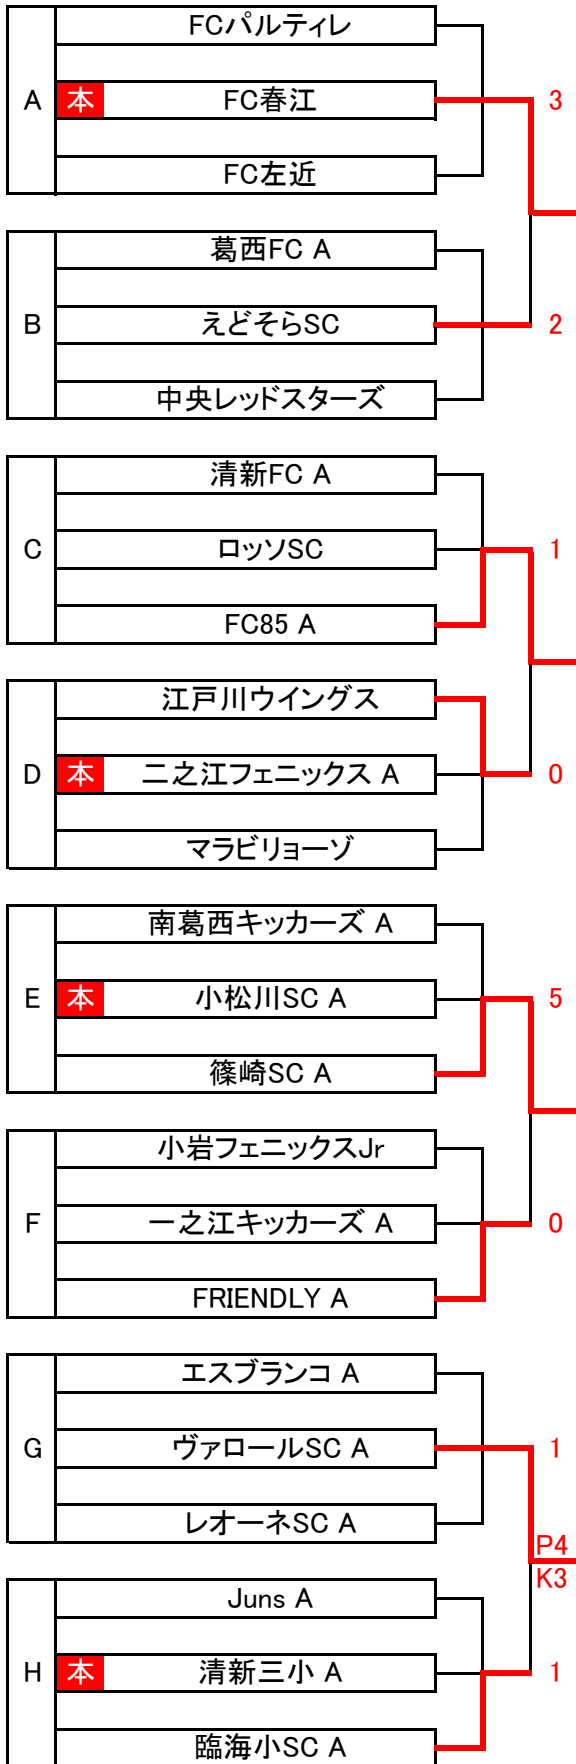 FCパルティレ
A 本 FC春江 3
FC左近
葛西FC A
B えどそらSC 2
中央レッドスターズ
清新FC A
C ロッソSC 1
FC85 A
江戸川ウイングス
D 本 二之江フェニックス A 0
マラビリョーゾ
南葛西キッカーズ A
E 本 小松川SC A 5
篠崎SC A
小岩フェニックスJr
F 一之江キッカーズ A 0
FRIENDLY A
エスブランコ A
G ヴァロールSC A 1
レオーネSC A
P4
K3
Juns A
H 本 清新三小 A 1
臨海小SC A